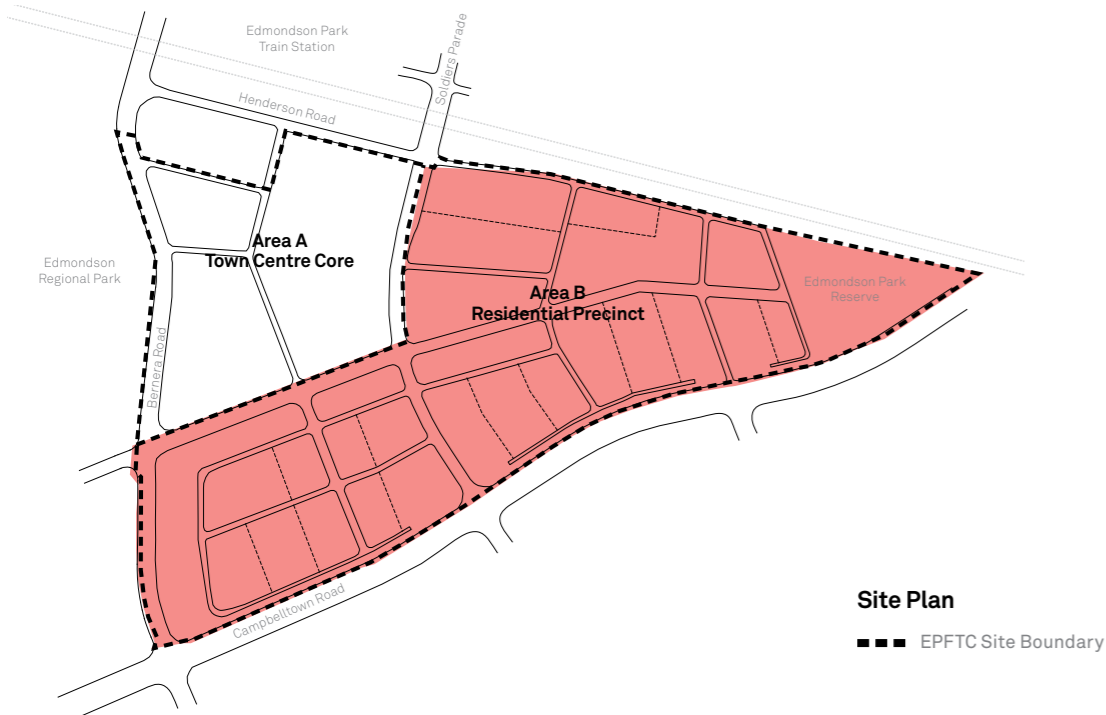 Edmondson Park
Train Station
Soldiers Parade
Henderson Road
Area A
Town Centre Core
Edmondson
Regional Park
Area B
Residential Precinct
Edmondson Park
Reserve
Bernera Road
Campbelltown Road
Site Plan
EPFTC Site Boundary